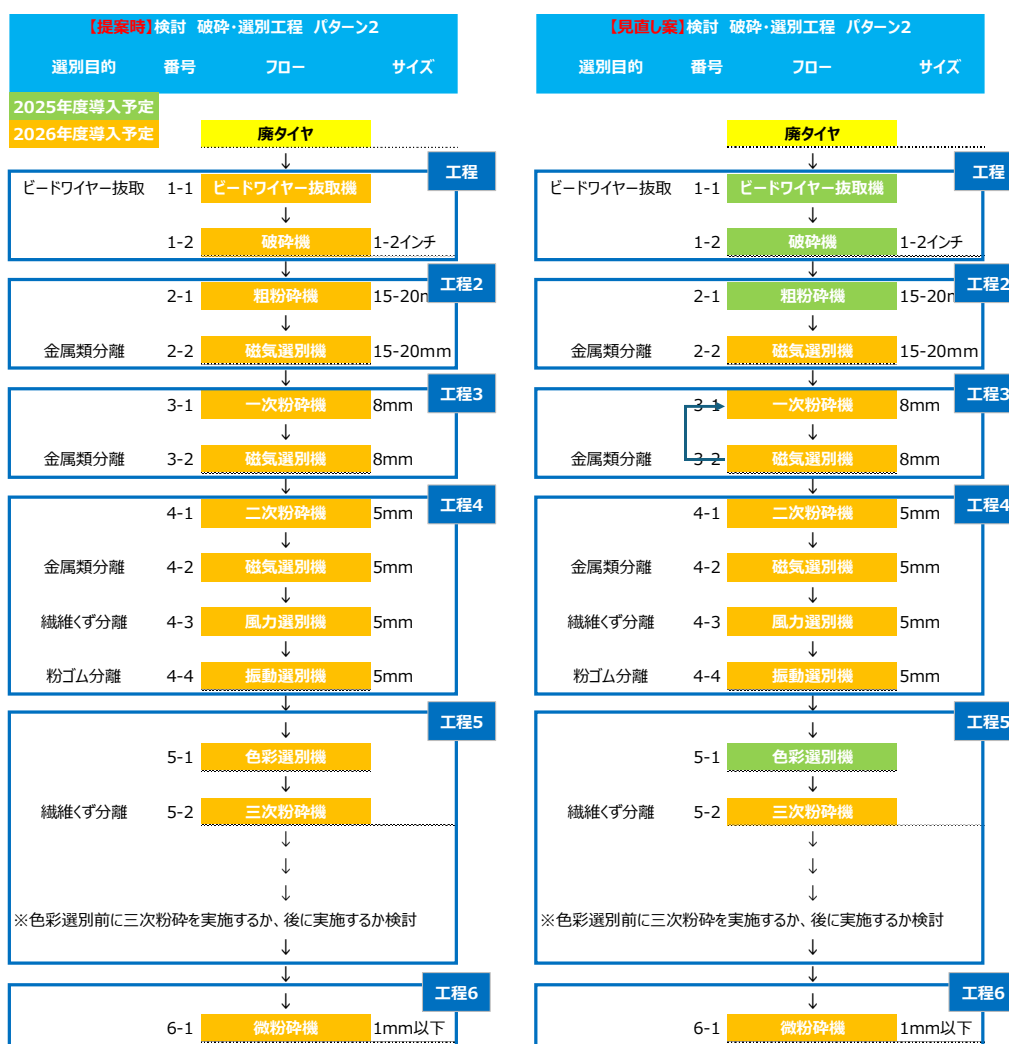 【提案時】検討 破砕・選別工程 パターン2
選別目的 番号 フロー サイズ
2025年度導入予定
2026年度導入予定
廃タイヤ
↓
工程
ビードワイヤー抜取 1-1 ビードワイヤー抜取機
↓
1-2 破砕機 1-2インチ
↓
工程2
2-1 粗粉砕機 15-20m
↓
金属類分離 2-2 磁気選別機 15-20mm
↓
工程3
3-1 一次粉砕機 8mm
↓
金属類分離 3-2 磁気選別機 8mm
↓
工程4
4-1 二次粉砕機 5mm
↓
金属類分離 4-2 磁気選別機 5mm
↓
繊維くず分離 4-3 風力選別機 5mm
↓
粉ゴム分離 4-4 振動選別機 5mm
↓
工程5
↓
5-1 色彩選別機
↓
繊維くず分離 5-2 三次粉砕機
↓
↓
↓
※色彩選別前に三次粉砕を実施するか、後に実施するか検討
↓
↓
工程6
↓
6-1 微粉砕機 1mm以下
【見直し案】検討 破砕・選別工程 パターン2
選別目的 番号 フロー サイズ
廃タイヤ
↓
工程
ビードワイヤー抜取 1-1 ビードワイヤー抜取機
↓
1-2 破砕機 1-2インチ
↓
工程2
2-1 粗粉砕機 15-20m
↓
金属類分離 2-2 磁気選別機 15-20mm
↓
工程3
3-1 一次粉砕機 8mm
↓
金属類分離 3-2 磁気選別機 8mm
↓
工程4
4-1 二次粉砕機 5mm
↓
金属類分離 4-2 磁気選別機 5mm
↓
繊維くず分離 4-3 風力選別機 5mm
↓
粉ゴム分離 4-4 振動選別機 5mm
↓
工程5
↓
5-1 色彩選別機
↓
繊維くず分離 5-2 三次粉砕機
↓
↓
↓
※色彩選別前に三次粉砕を実施するか、後に実施するか検討
↓
↓
工程6
↓
6-1 微粉砕機 1mm以下